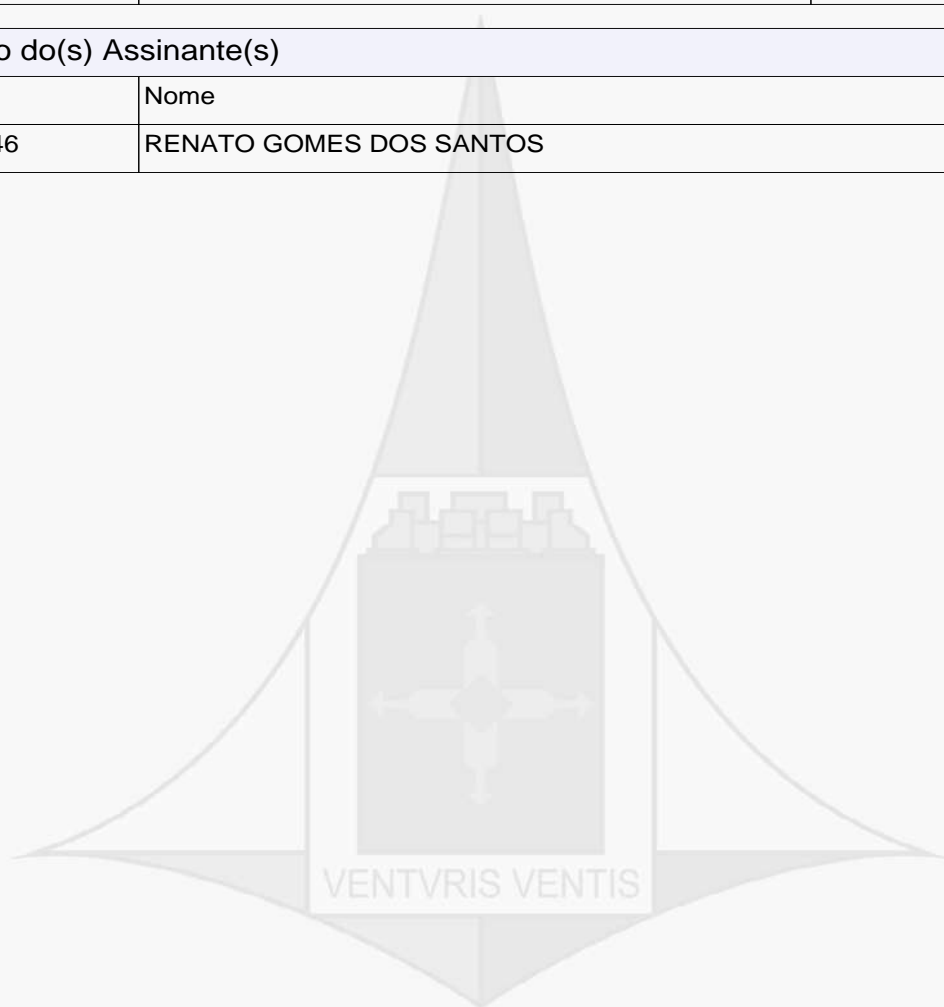 o do(s) Assinante(s)
Nome
46 RENATO GOMES DOS SANTOS
VENTVRIS VENTIS